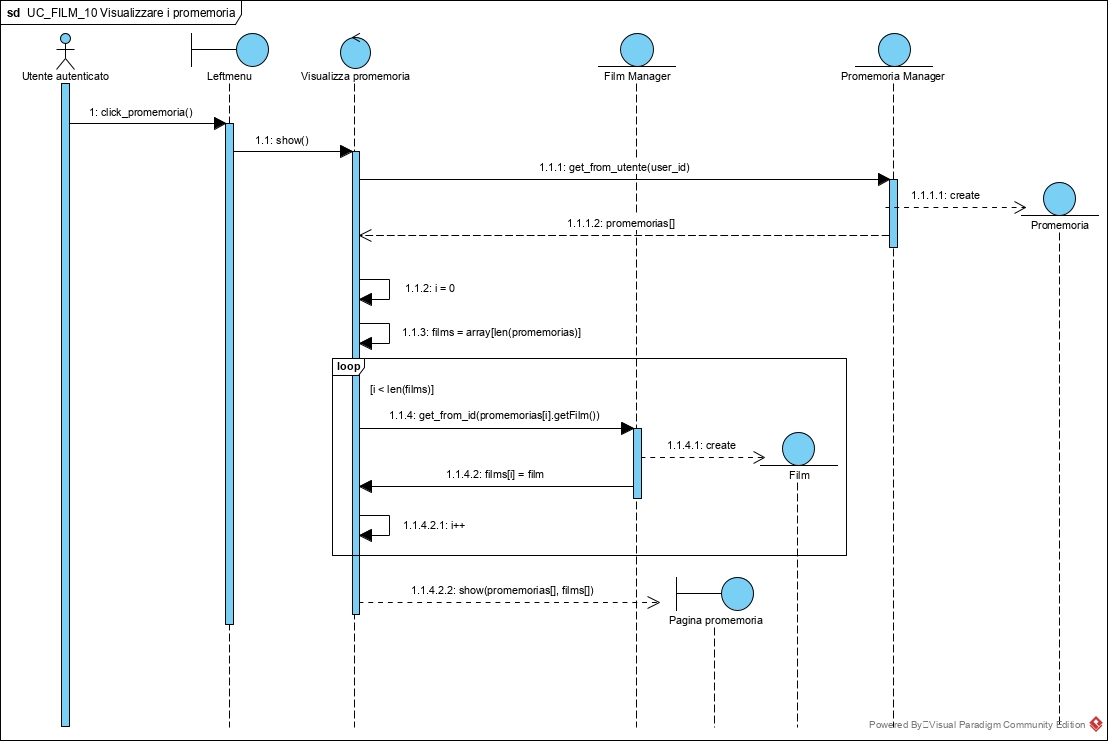 sd UC_FILM_10 Visualizzare i promemoria
Utente autenticato
Leftmenu
Visualizza promemoria
Film Manager
Promemoria Manager
1: click_promemoria()
1.1: show()
1.1.1: get_from_utente(user_id)
1.1.1.1: create
Promemoria
1.1.1.2: promemorias[]
1.1.2: i = 0
1.1.3: films = array[len(promemorias)]
loop
[i < len(films)]
1.1.4: get_from_id(promemorias[i].getFilm())
1.1.4.1: create
Film
1.1.4.2: films[i] = film
1.1.4.2.1: i++
1.1.4.2.2: show(promemorias[], films[])
Pagina promemoria
Powered By Visual Paradigm Community Edition